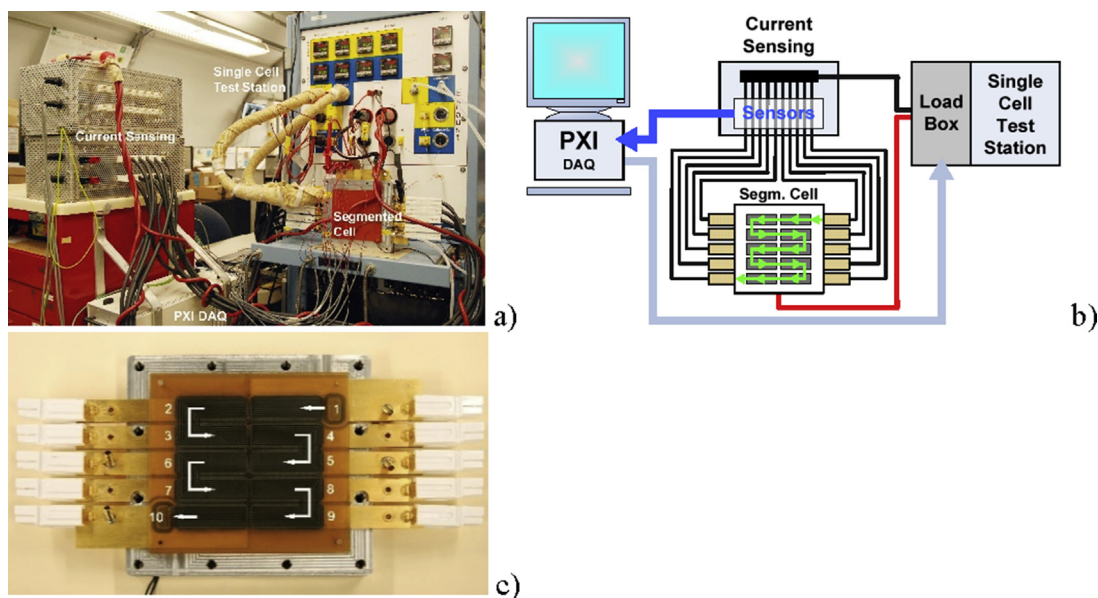 Single Cell
Test Station
Current Sensing
Segmented
Cell
PXI DAQ
a)
Current
Sensing
Sensors
PXI
DAQ
Load
Box
Single
Cell
Test
Station
Segm. Cell
b)
2
1
3
4
6
5
7
8
10
9
c)